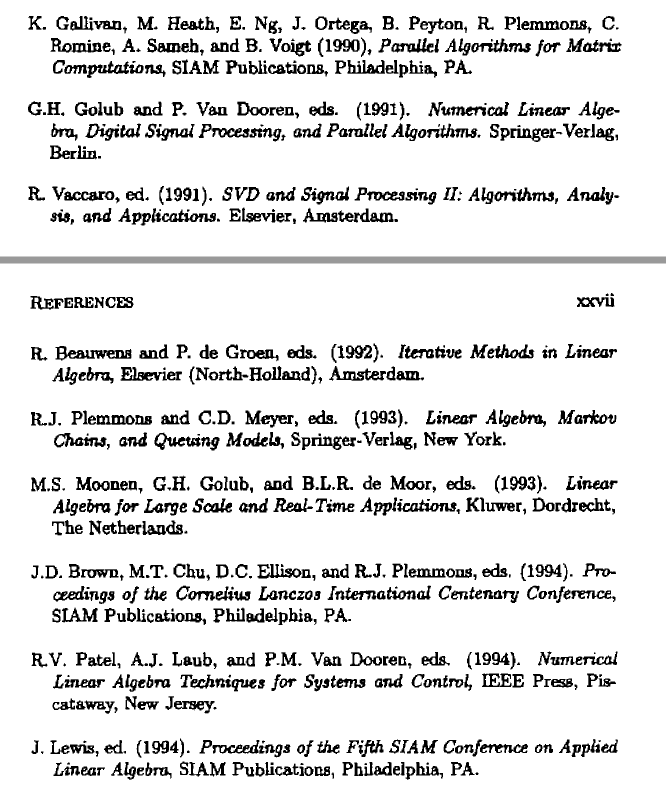 K. Gallivan, M. Heath, E. Ng, J. Ortega, B. Peyton, R. Plemmons, C.
Romine, A. Sameh, and B. Voigt (1990), Parallel Algorithms for Matrix
Computations, SIAM Publications, Philadelphia, PA.
G.H. Golub and P. Van Dooren, eds. (1991). Numerical Linear Alge-
bra, Digital Signal Processing, and Parallel Algorithms. Springer-Verlag,
Berlin.
R. Vaccaro, ed. (1991). SVD and Signal Processing II: Algorithms, Analy-
sis, and Applications. Elsevier, Amsterdam.
REFERENCES xxvii
R. Beauwens and P. de Groen, eds. (1992). Iterative Methods in Linear
Algebra, Elsevier (North-Holland), Amsterdam.
R.J. Plemmons and C.D. Meyer, eds. (1993). Linear Algebra, Markov
Chains, and Queuing Models, Springer-Verlag, New York.
M.S. Moonen, G.H. Golub, and B.L.R. de Moor, eds. (1993). Linear
Algebra for Large Scale and Real-Time Applications, Kluwer, Dordrecht,
The Netherlands.
J.D. Brown, M.T. Chu, D.C. Ellison, and R.J. Plemmons, eds. (1994). Pro-
ceedings of the Cornelius Lanczos International Centenary Conference,
SIAM Publications, Philadelphia, PA.
R.V. Patel, A.J. Laub, and P.M. Van Dooren, eds. (1994). Numerical
Linear Algebra Techniques for Systems and Control, IEEE Press, Pis-
cataway, New Jersey.
J. Lewis, ed. (1994). Proceedings of the Fifth SIAM Conference on Applied
Linear Algebra, SIAM Publications, Philadelphia, PA.